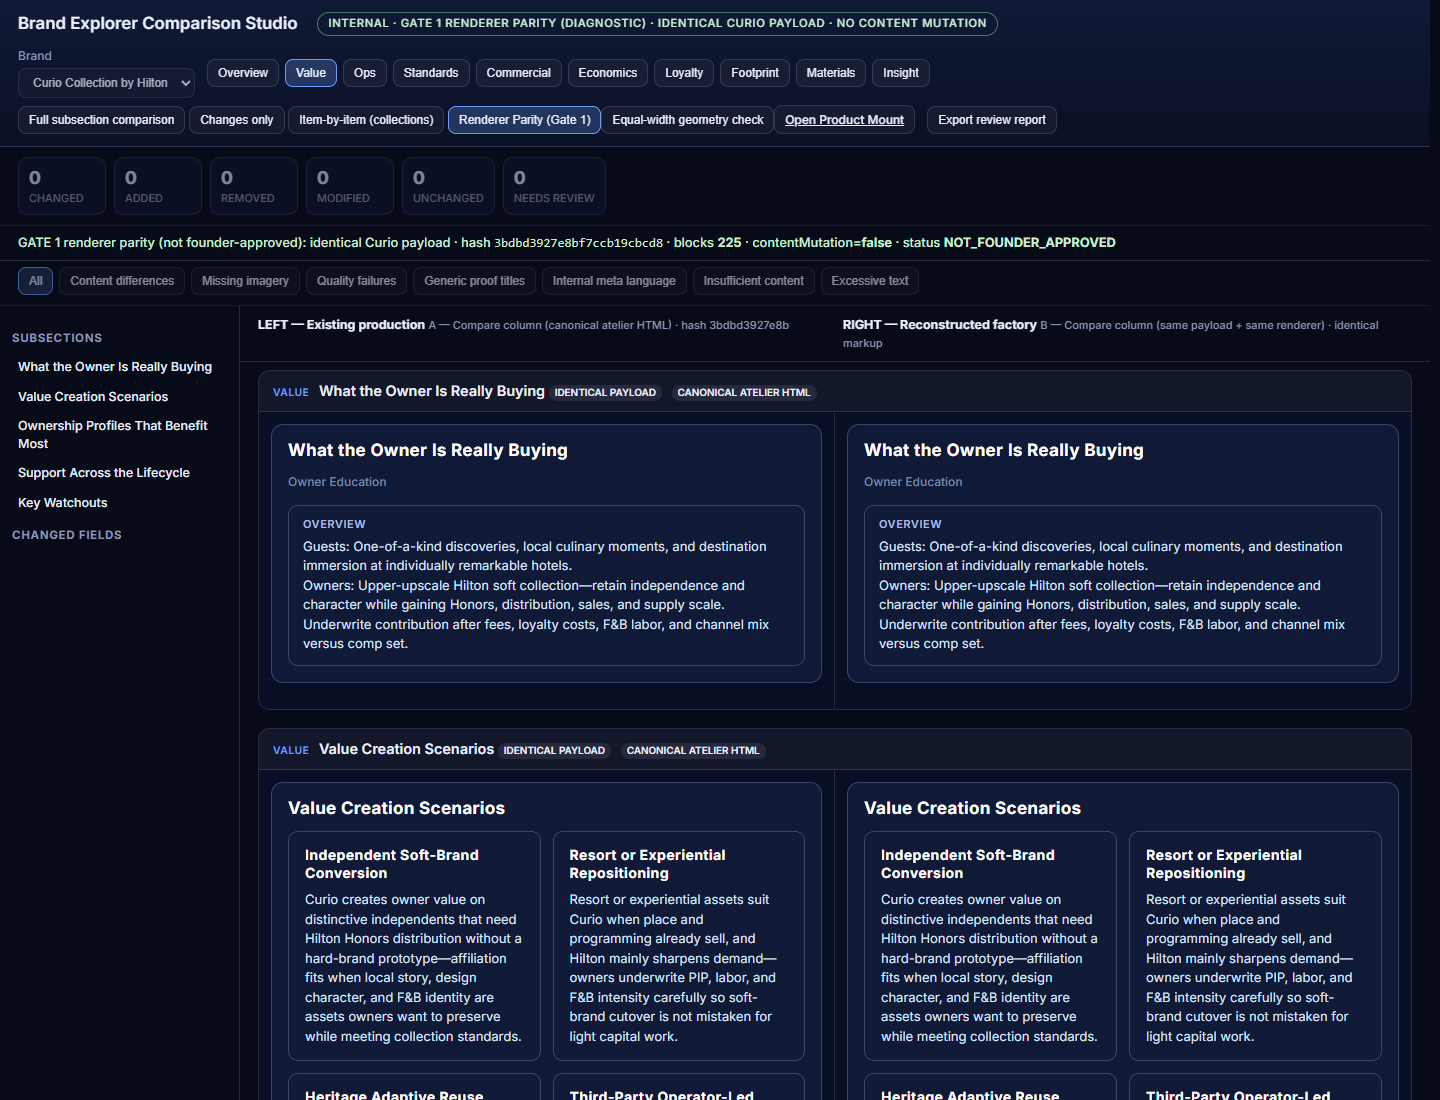 Brand Explorer Comparison Studio
INTERNAL · GATE 1 RENDERER PARITY (DIAGNOSTIC) · IDENTICAL CURIO PAYLOAD · NO CONTENT MUTATION
Brand
Curio Collection by Hilton
Overview
Value
Ops
Standards
Commercial
Economics
Loyalty
Footprint
Materials
Insight
Full subsection comparison
Changes only
Item-by-item (collections)
Renderer Parity (Gate 1)
Equal-width geometry check
Open Product Mount
Export review report
0
CHANGED
0
ADDED
0
REMOVED
0
MODIFIED
0
UNCHANGED
0
NEEDS REVIEW
GATE 1 renderer parity (not founder-approved): identical Curio payload · hash 3bdbd3927e8bf7ccb19cbcd8 · blocks 225 · contentMutation=false · status NOT_FOUNDER_APPROVED
All
Content differences
Missing imagery
Quality failures
Generic proof titles
Internal meta language
Insufficient content
Excessive text
SUBSECTIONS
What the Owner Is Really Buying
Value Creation Scenarios
Ownership Profiles That Benefit
Most
Support Across the Lifecycle
Key Watchouts
CHANGED FIELDS
LEFT — Existing production A — Compare column (canonical atelier HTML) · hash 3bdbd3927e8b
RIGHT — Reconstructed factory B — Compare column (same payload + same renderer) · identical
markup
VALUE What the Owner Is Really Buying IDENTICAL PAYLOAD CANONICAL ATELIER HTML
What the Owner Is Really Buying
Owner Education
OVERVIEW
Guests: One-of-a-kind discoveries, local culinary moments, and destination
immersion at individually remarkable hotels.
Owners: Upper-upscale Hilton soft collection—retain independence and
character while gaining Honors, distribution, sales, and supply scale.
Underwrite contribution after fees, loyalty costs, F&B labor, and channel mix
versus comp set.
What the Owner Is Really Buying
Owner Education
OVERVIEW
Guests: One-of-a-kind discoveries, local culinary moments, and destination
immersion at individually remarkable hotels.
Owners: Upper-upscale Hilton soft collection—retain independence and
character while gaining Honors, distribution, sales, and supply scale.
Underwrite contribution after fees, loyalty costs, F&B labor, and channel mix
versus comp set.
VALUE Value Creation Scenarios IDENTICAL PAYLOAD CANONICAL ATELIER HTML
Value Creation Scenarios
Independent Soft-Brand
Conversion
Curio creates owner value on
distinctive independents that need
Hilton Honors distribution without a
hard-brand prototype—affiliation
fits when local story, design
character, and F&B identity are
assets owners want to preserve
while meeting collection standards.
Resort or Experiential
Repositioning
Resort or experiential assets suit
Curio when place and
programming already sell, and
Hilton mainly sharpens demand—
owners underwrite PIP, labor, and
F&B intensity carefully so soft-
brand cutover is not mistaken for
light capital work.
Heritage Adaptive Reuse
Third-Party Operator-Led
Value Creation Scenarios
Independent Soft-Brand
Conversion
Curio creates owner value on
distinctive independents that need
Hilton Honors distribution without a
hard-brand prototype—affiliation
fits when local story, design
character, and F&B identity are
assets owners want to preserve
while meeting collection standards.
Resort or Experiential
Repositioning
Resort or experiential assets suit
Curio when place and
programming already sell, and
Hilton mainly sharpens demand—
owners underwrite PIP, labor, and
F&B intensity carefully so soft-
brand cutover is not mistaken for
light capital work.
Heritage Adaptive Reuse
Third-Party Operator-Led